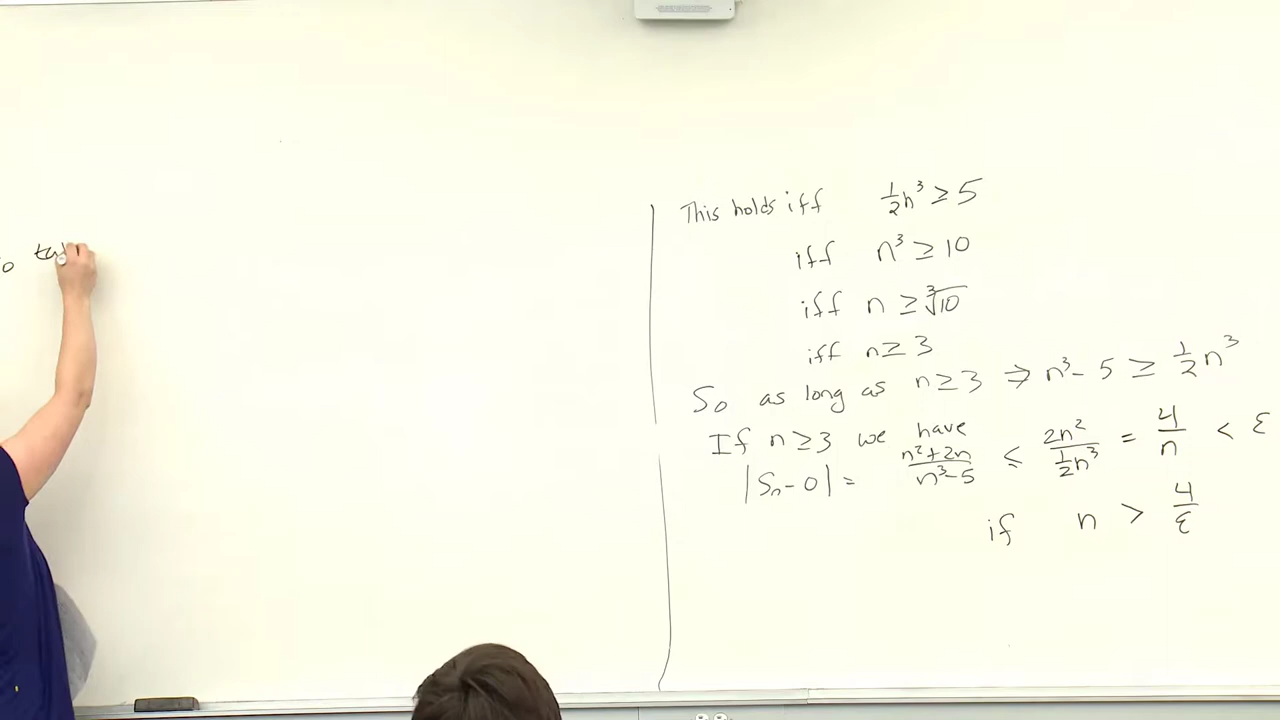 This holds iff ½n³ ≥ 5
iff n³ ≥ 10
iff n ≥ ∛10
iff n ≥ 3
So as long as n ≥ 3 ⇒ n³ - 5 ≥ ½n³
If n ≥ 3 we have
|Sₙ - 0| = (n² + 2n)/(n³ - 5) ≤ 2n²/(½n³) = 4/n < ε
if n > 4/ε